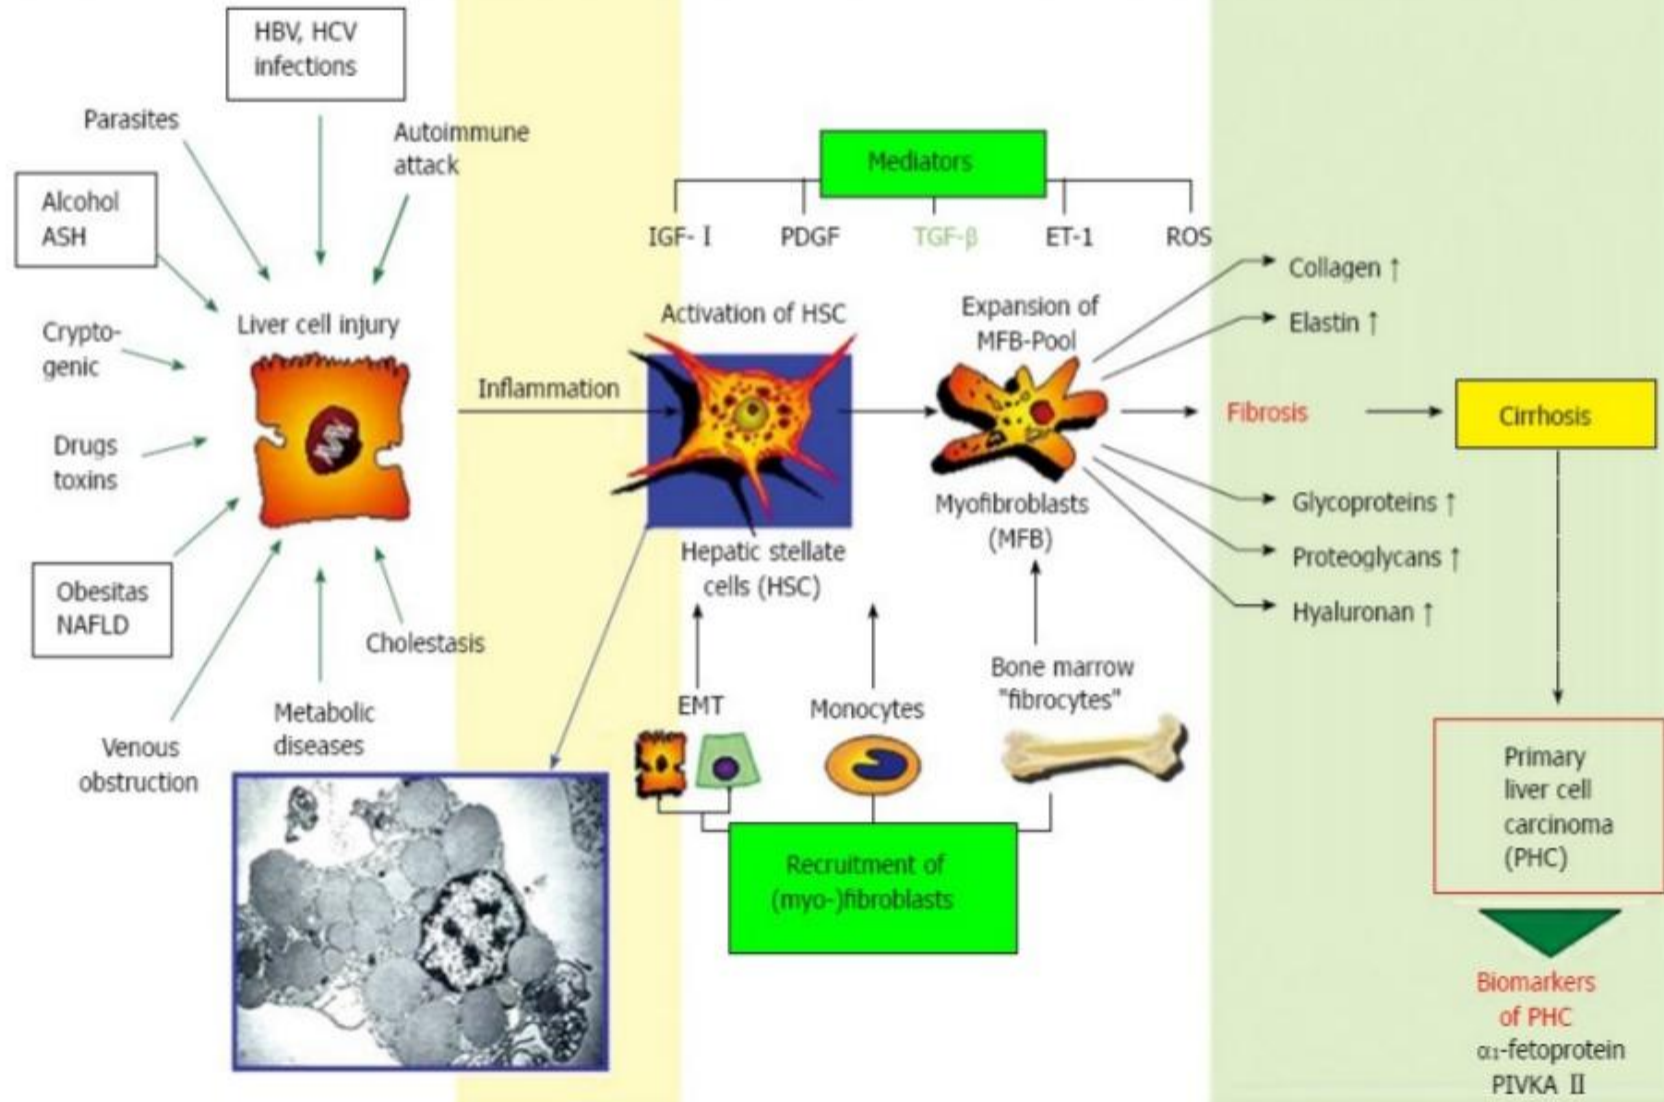 HBV, HCV
infections
Parasites
Autoimmune
attack
Alcohol
ASH
Crypto-
genic
Drugs
toxins
Obesitas
NAFLD
Venous
obstruction
Metabolic
diseases
Cholestasis
Liver cell injury
Inflammation
Mediators
IGF- I
PDGF
TGF-β
ET-1
ROS
Activation of HSC
Hepatic stellate
cells (HSC)
Expansion of
MFB-Pool
Myofibroblasts
(MFB)
EMT
Monocytes
Bone marrow
"fibrocytes"
Recruitment of
(myo-)fibroblasts
Collagen ↑
Elastin ↑
Fibrosis
Glycoproteins ↑
Proteoglycans ↑
Hyaluronan ↑
Cirrhosis
Primary
liver cell
carcinoma
(PHC)
Biomarkers
of PHC
α₁-fetoprotein
PIVKA II